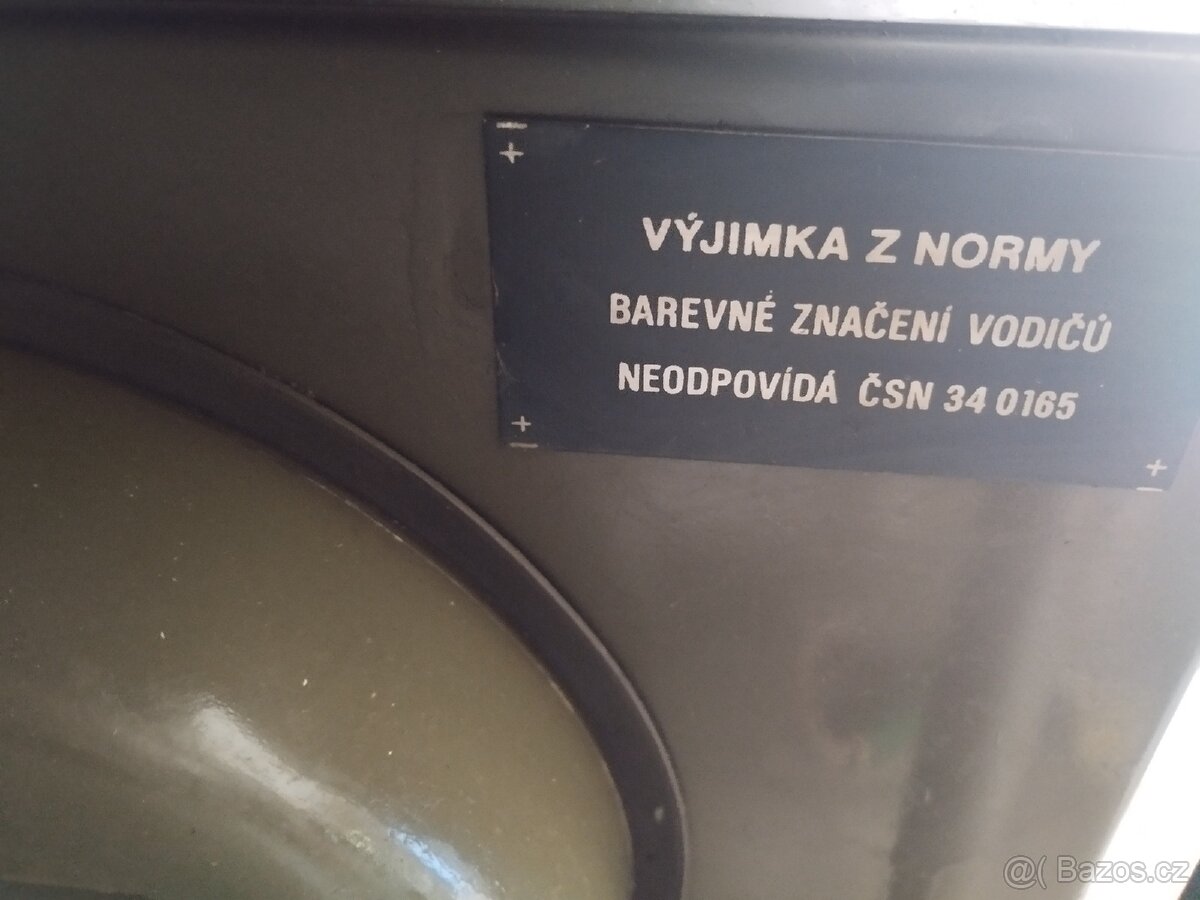 VÝJIMKA Z NORMY
BAREVNÉ ZNAČENÍ VODIČŮ
NEODPOVÍDÁ ČSN 34 0165
@( Bazos.cz